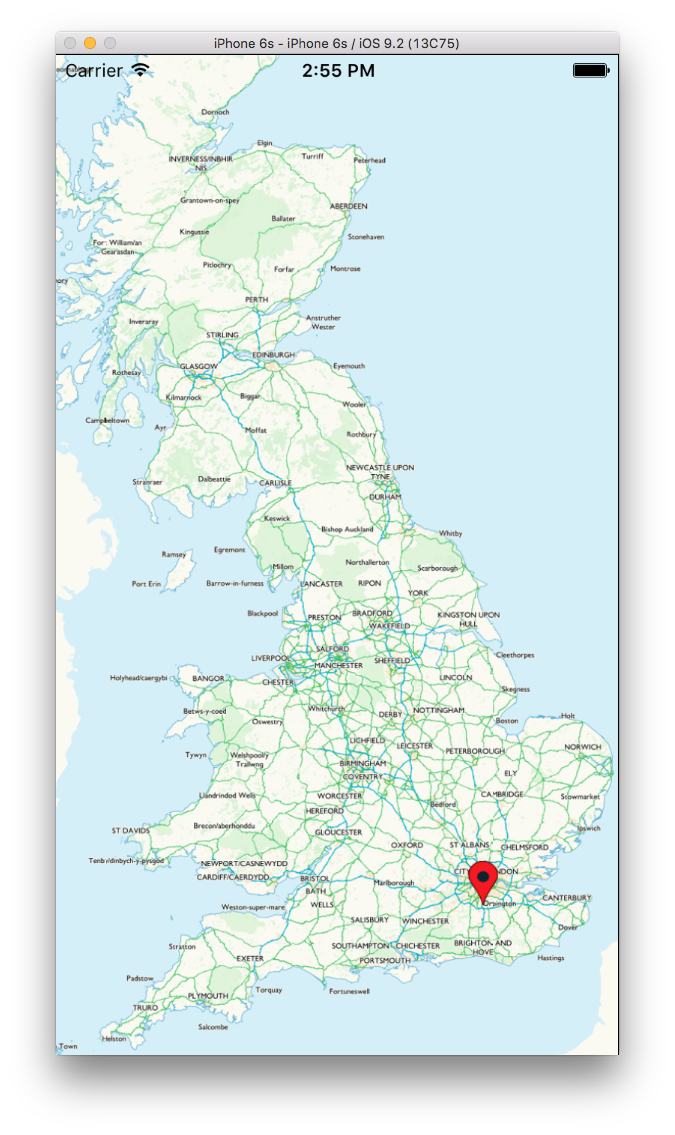 iPhone 6s - iPhone 6s / iOS 9.2 (13C75)
Carrier 2:55 PM
Dornoch
Elgin
Turriff
Peterhead
INVERNESS/INBHIR
NIS
Grantown-on-spey
ABERDEEN
Ballater
Kingussie
Stonehaven
William/an
Gearasdan
Pitlochry
Forfar
Montrose
PERTH
Inveraray
Anstruther
Wester
STIRLING
EDINBURGH
GLASGOW
Eyemouth
Rothesay
Kilmarnock
Biggar
Wooler
Campbeltown
Ayr
Moffat
Rothbury
NEWCASTLE UPON
TYNE
Stranraer
Dalbeattie
CARLISLE
DURHAM
Keswick
Bishop Auckland
Whitby
Ramsey
Egremont
Millom
Northallerton
Scarborough
Port Erin
Barrow-in-furness
LANCASTER
RIPON
YORK
Blackpool
PRESTON
BRADFORD
KINGSTON UPON
HULL
WAKEFIELD
SALFORD
LIVERPOOL
MANCHESTER
SHEFFIELD
Cleethorpes
Holyhead/caergybi
BANGOR
CHESTER
LINCOLN
Skegness
Betws-y-coed
Whitchurch
DERBY
NOTTINGHAM
Boston
Holt
Oswestry
Tywyn
Welshpool/y
Trallwng
LICHFIELD
LEICESTER
PETERBOROUGH
NORWICH
BIRMINGHAM
COVENTRY
ELY
Llandrindod Wells
WORCESTER
CAMBRIDGE
Stowmarket
HEREFORD
Bedford
ST DAVIDS
Brecon/aberhonddu
GLOUCESTER
Ipswich
OXFORD
ST ALBANS
CHELMSFORD
Tenby/dinbych-y-pysgod
NEWPORT/CASNEWYDD
CARDIFF/CAERDYDD
BRISTOL
Marlborough
BATH
Orpington
CANTERBURY
Weston-super-mare
WELLS
SALISBURY
WINCHESTER
Dover
Stratton
SOUTHAMPTON
CHICHESTER
BRIGHTON AND
HOVE
EXETER
PORTSMOUTH
Hastings
Padstow
Torquay
Fortuneswell
PLYMOUTH
TRURO
Salcombe
Helston
Town